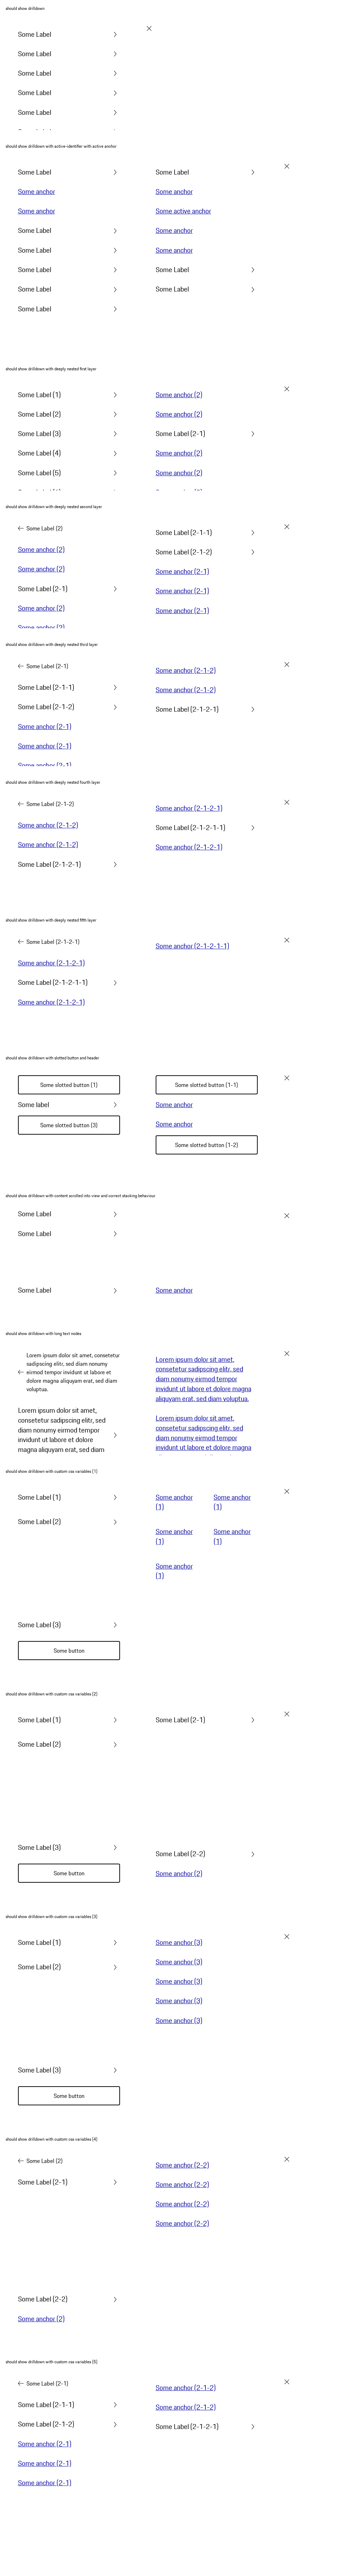 should show drilldown
Some Label
Some Label
Some Label
Some Label
Some Label
should show drilldown with active-identifier with active anchor
Some Label
Some anchor
Some anchor
Some Label
Some Label
Some Label
Some Label
Some Label
Some Label
Some anchor
Some active anchor
Some anchor
Some anchor
Some Label
Some Label
should show drilldown with deeply nested first layer
Some Label (1)
Some Label (2)
Some Label (3)
Some Label (4)
Some Label (5)
Some anchor (2)
Some anchor (2)
Some Label (2-1)
Some anchor (2)
Some anchor (2)
should show drilldown with deeply nested second layer
Some Label (2)
Some anchor (2)
Some anchor (2)
Some Label (2-1)
Some anchor (2)
Some anchor (2)
Some Label (2-1-1)
Some Label (2-1-2)
Some anchor (2-1)
Some anchor (2-1)
Some anchor (2-1)
should show drilldown with deeply nested third layer
Some Label (2-1)
Some Label (2-1-1)
Some Label (2-1-2)
Some anchor (2-1)
Some anchor (2-1)
Some anchor (2-1)
Some anchor (2-1-2)
Some anchor (2-1-2)
Some Label (2-1-2-1)
should show drilldown with deeply nested fourth layer
Some Label (2-1-2)
Some anchor (2-1-2)
Some anchor (2-1-2)
Some Label (2-1-2-1)
Some anchor (2-1-2-1)
Some Label (2-1-2-1-1)
Some anchor (2-1-2-1)
should show drilldown with deeply nested fifth layer
Some Label (2-1-2-1)
Some anchor (2-1-2-1)
Some Label (2-1-2-1-1)
Some anchor (2-1-2-1)
Some anchor (2-1-2-1-1)
should show drilldown with slotted button and header
Some slotted button (1)
Some label
Some slotted button (3)
Some slotted button (1-1)
Some anchor
Some anchor
Some slotted button (1-2)
should show drilldown with content scrolled into view and correct stacking behaviour
Some Label
Some Label
Some Label
Some anchor
should show drilldown with long text nodes
Lorem ipsum dolor sit amet, consetetur
sadipscing elitr, sed diam nonumy
eirmod tempor invidunt ut labore et
dolore magna aliquyam erat, sed diam
voluptua.
Lorem ipsum dolor sit amet,
consetetur sadipscing elitr, sed
diam nonumy eirmod tempor
invidunt ut labore et dolore
magna aliquyam erat, sed diam
Lorem ipsum dolor sit amet,
consetetur sadipscing elitr, sed
diam nonumy eirmod tempor
invidunt ut labore et dolore magna
aliquyam erat, sed diam voluptua.
Lorem ipsum dolor sit amet,
consetetur sadipscing elitr, sed
diam nonumy eirmod tempor
invidunt ut labore et dolore magna
should show drilldown with custom css variables (1)
Some Label (1)
Some Label (2)
Some Label (3)
Some button
Some anchor
(1)
Some anchor
(1)
Some anchor
(1)
Some anchor
(1)
Some anchor
(1)
should show drilldown with custom css variables (2)
Some Label (1)
Some Label (2)
Some Label (3)
Some button
Some Label (2-1)
Some Label (2-2)
Some anchor (2)
should show drilldown with custom css variables (3)
Some Label (1)
Some Label (2)
Some Label (3)
Some button
Some anchor (3)
Some anchor (3)
Some anchor (3)
Some anchor (3)
Some anchor (3)
should show drilldown with custom css variables (4)
Some Label (2)
Some Label (2-1)
Some Label (2-2)
Some anchor (2)
Some anchor (2-2)
Some anchor (2-2)
Some anchor (2-2)
Some anchor (2-2)
should show drilldown with custom css variables (5)
Some Label (2-1)
Some Label (2-1-1)
Some Label (2-1-2)
Some anchor (2-1)
Some anchor (2-1)
Some anchor (2-1)
Some anchor (2-1-2)
Some anchor (2-1-2)
Some Label (2-1-2-1)